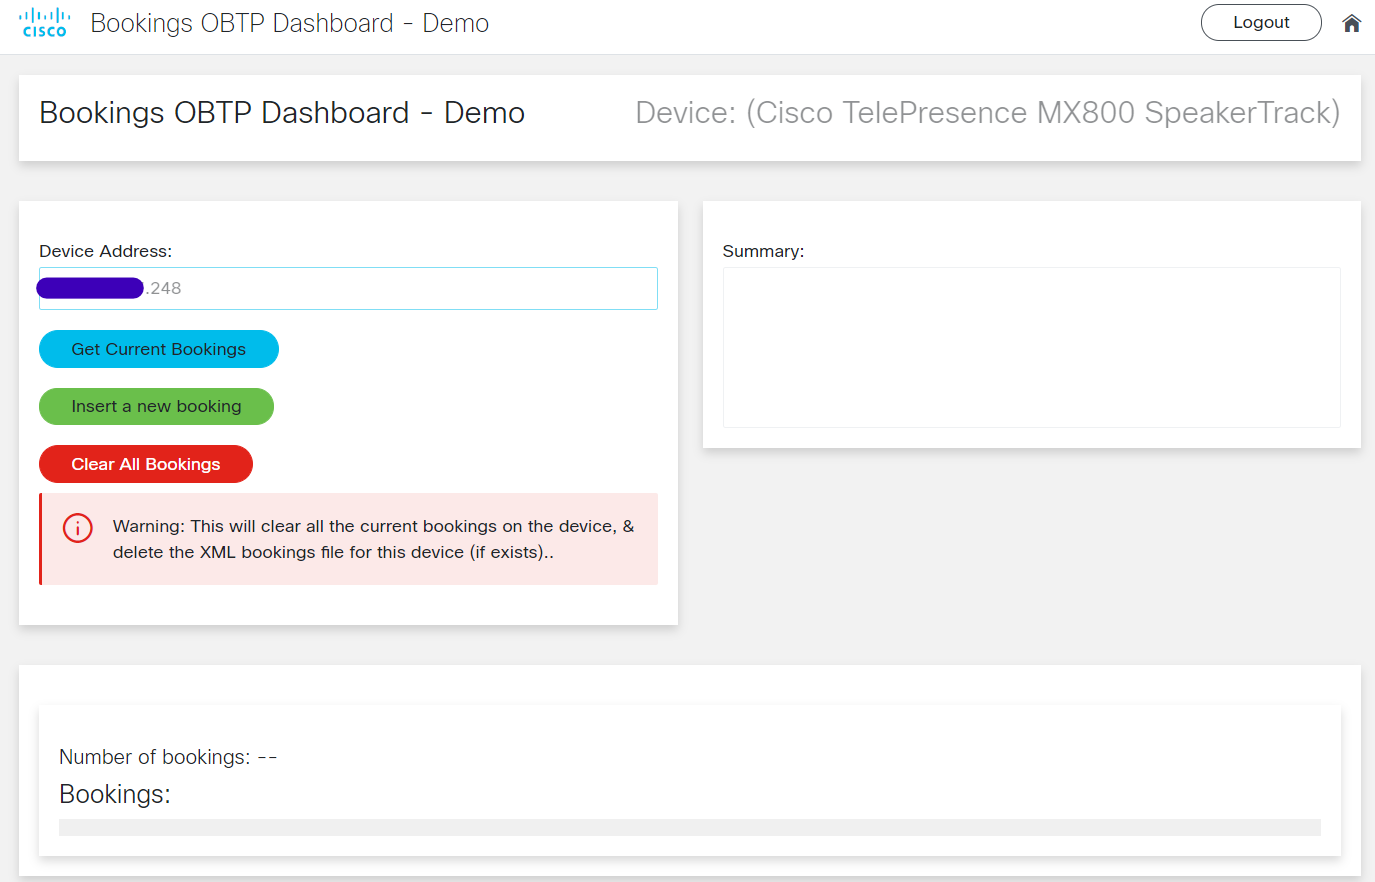 CISCO
Bookings OBTP Dashboard - Demo
Logout
Bookings OBTP Dashboard - Demo
Device: (Cisco TelePresence MX800 SpeakerTrack)
Device Address:
.248
Get Current Bookings
Insert a new booking
Clear All Bookings
Warning: This will clear all the current bookings on the device, &
delete the XML bookings file for this device (if exists)..
Summary:
Number of bookings: --
Bookings: